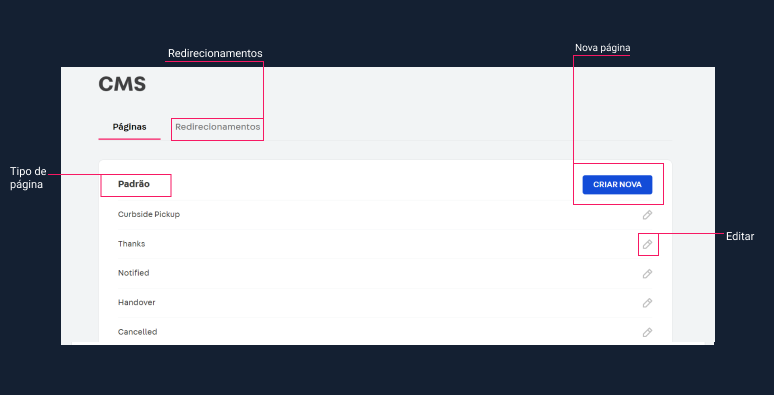 Redirecionamentos
Nova página
CMS
Páginas
Redirecionamentos
Tipo de
página
Padrão
CRIAR NOVA
Curbside Pickup
Thanks
Editar
Notified
Handover
Cancelled